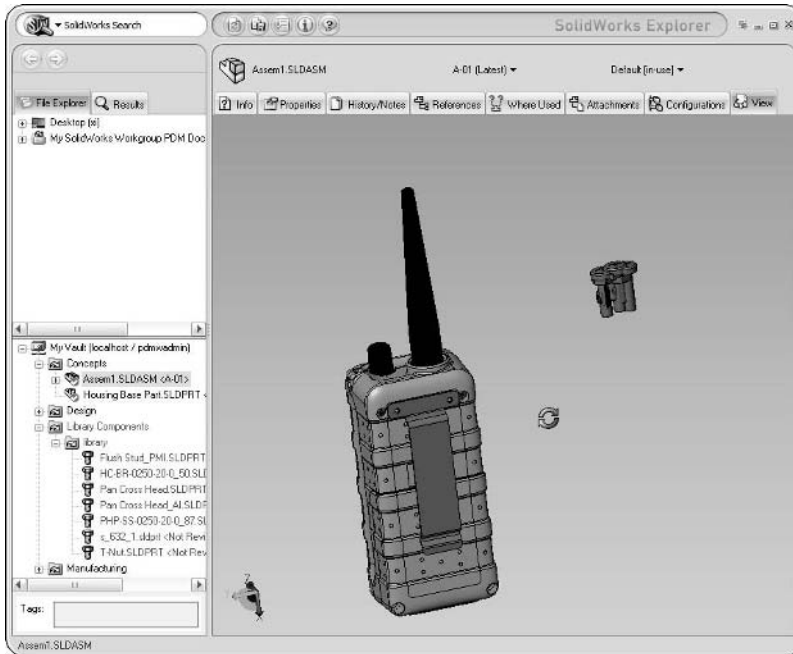 SolidWorks Search
SolidWorks Explorer
Assem1.SLDASM
A-01 (Latest)
Default [in-use]
File Explorer
Results
Info
Properties
History/Notes
References
Where Used
Attachments
Configurations
View
Desktop
My SolidWorks Workgroup PDM Doc
My Vault (localhost / pdmwadmin)
Concepts
Assem1.SLDASM <A-01>
Housing Base Part.SLDPRT <
Design
Library Components
library
Flush Stud_PMI.SLDPRT
HC-BR-0250-20-0_50.SLD
Pan Cross Head.SLDPRT
Pan Cross Head_AI.SLDP
PHP-SS-0250-20-0_87.SL
s_632_1.sldprt <Not Revi
T-Nut.SLDPRT <Not Rev
Manufacturing
Tags:
Assem1.SLDASM
Z
X